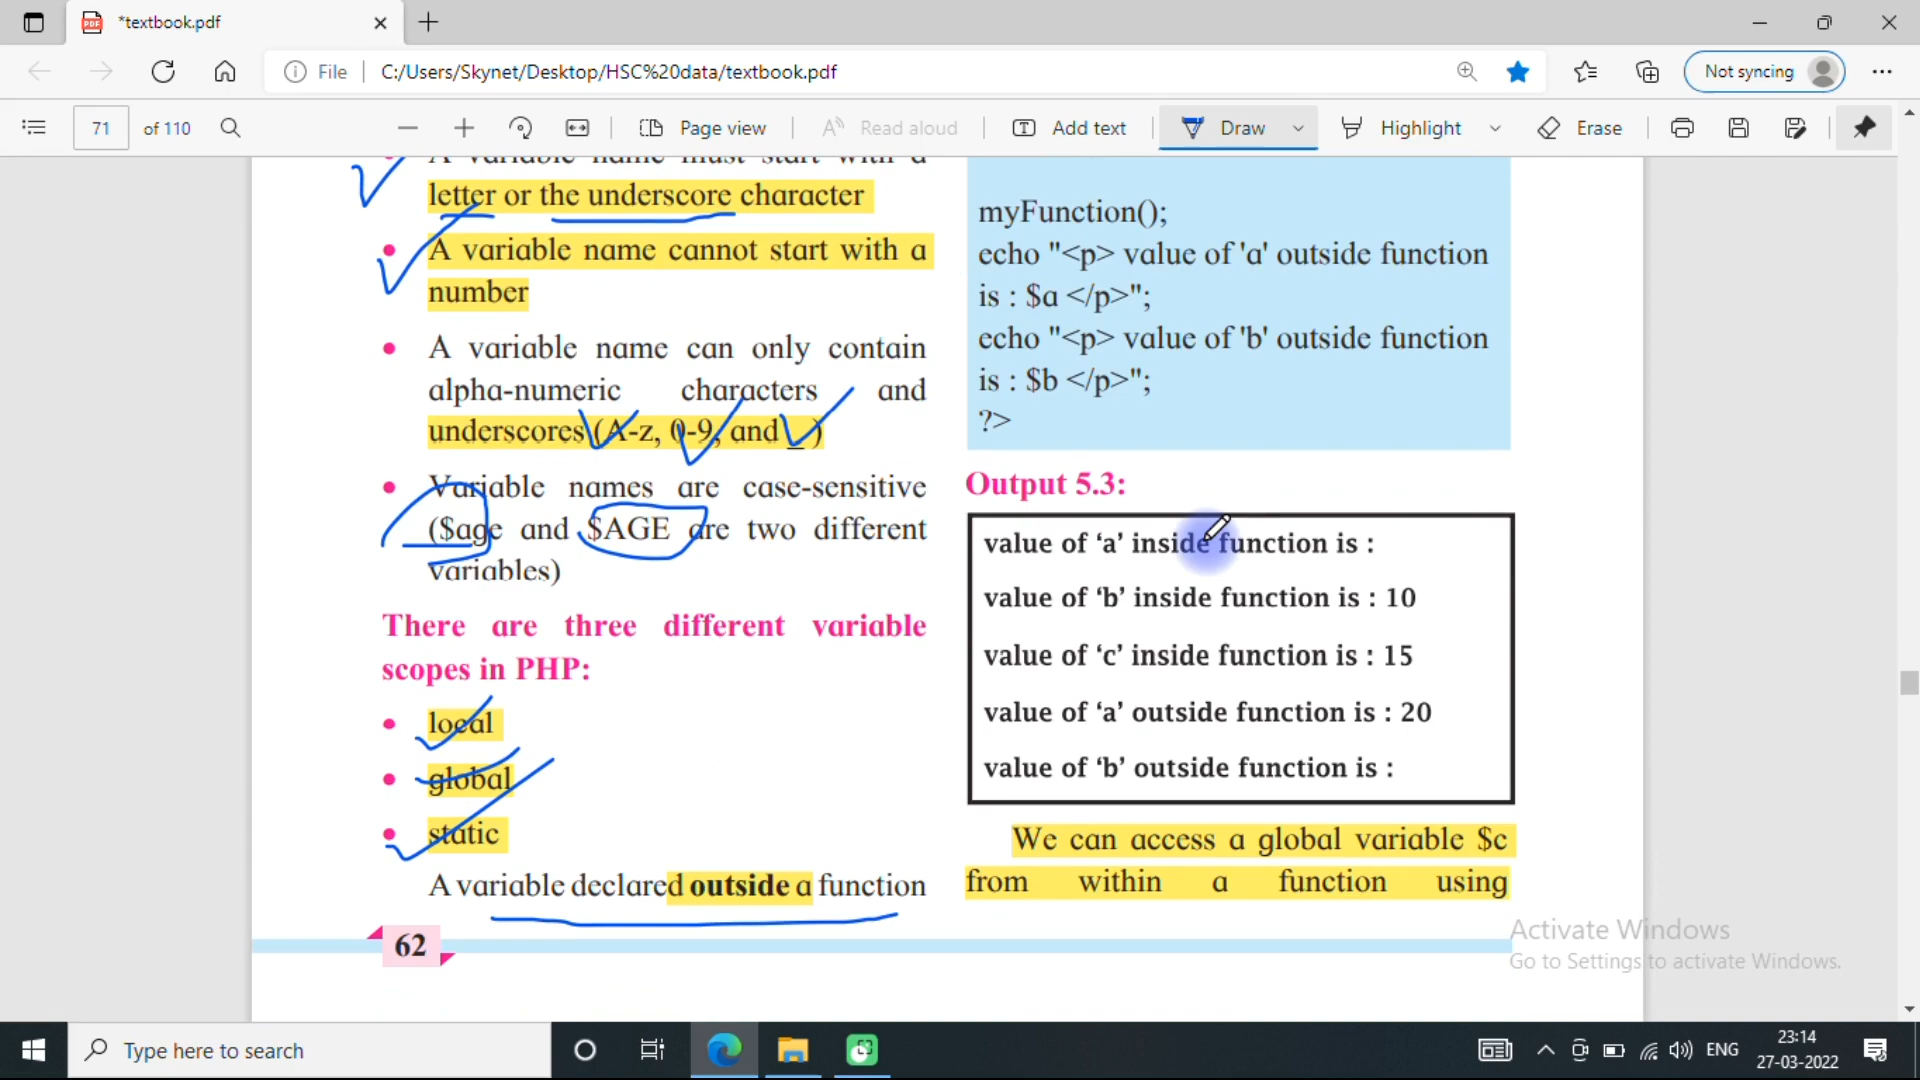 *textbook.pdf
File
C:/Users/Skynet/Desktop/HSC%20data/textbook.pdf
Not syncing
71
of 110
Page view
Read aloud
Add text
Draw
Highlight
Erase
A variable name must start with a
letter or the underscore character
• A variable name cannot start with a
number
• A variable name can only contain
alpha-numeric characters and
underscores (A-z, 0-9, and _ )
• Variable names are case-sensitive
($age and $AGE are two different
variables)
There are three different variable
scopes in PHP:
• local
• global
• static
A variable declared outside a function
62
myFunction();
echo "<p> value of 'a' outside function
is : $a </p>";
echo "<p> value of 'b' outside function
is : $b </p>";
?>
Output 5.3:
value of ‘a’ inside function is :
value of ‘b’ inside function is : 10
value of ‘c’ inside function is : 15
value of ‘a’ outside function is : 20
value of ‘b’ outside function is :
We can access a global variable $c
from within a function using
Activate Windows
Go to Settings to activate Windows.
Type here to search
ENG
23:14
27-03-2022